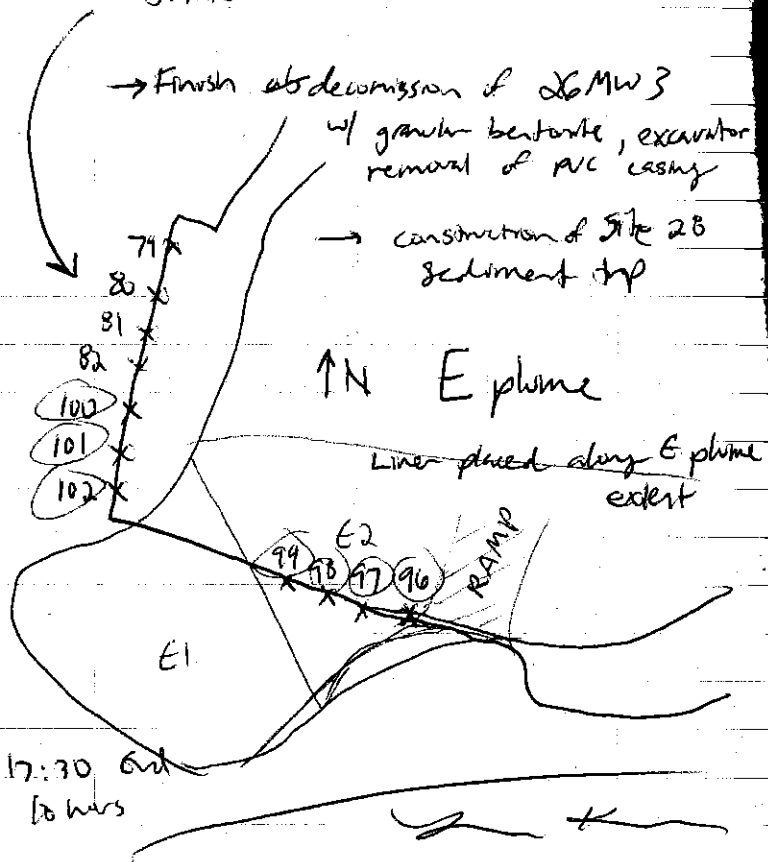 → Finish decomission of 26MW3
w/ granular bentonite, excavator
removal of PVC casing
79
→ construction of Site 28
sediment trap
80
81
82
↑N E plume
100
101
Liner placed along E plume
extent
102
RAMP
E2
99 98 97 96
E1
17:30 End
10 hours